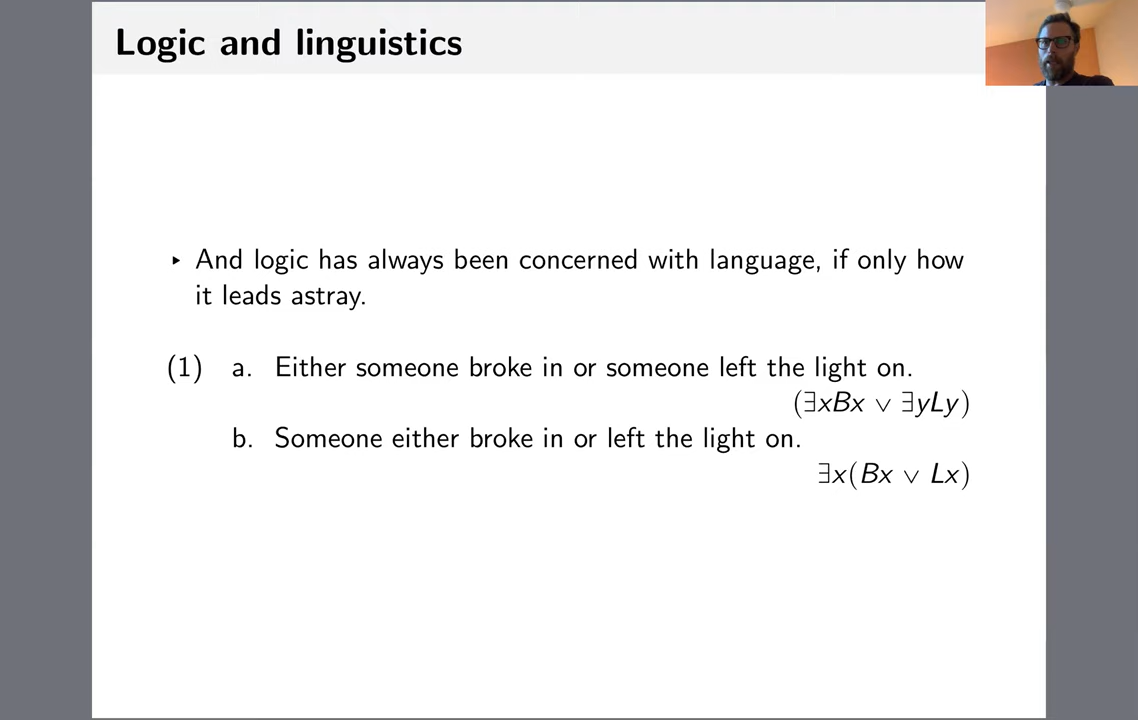 Logic and linguistics
▸ And logic has always been concerned with language, if only how
it leads astray.
(1) a. Either someone broke in or someone left the light on.
(∃xBx ∨ ∃yLy)
b. Someone either broke in or left the light on.
∃x(Bx ∨ Lx)